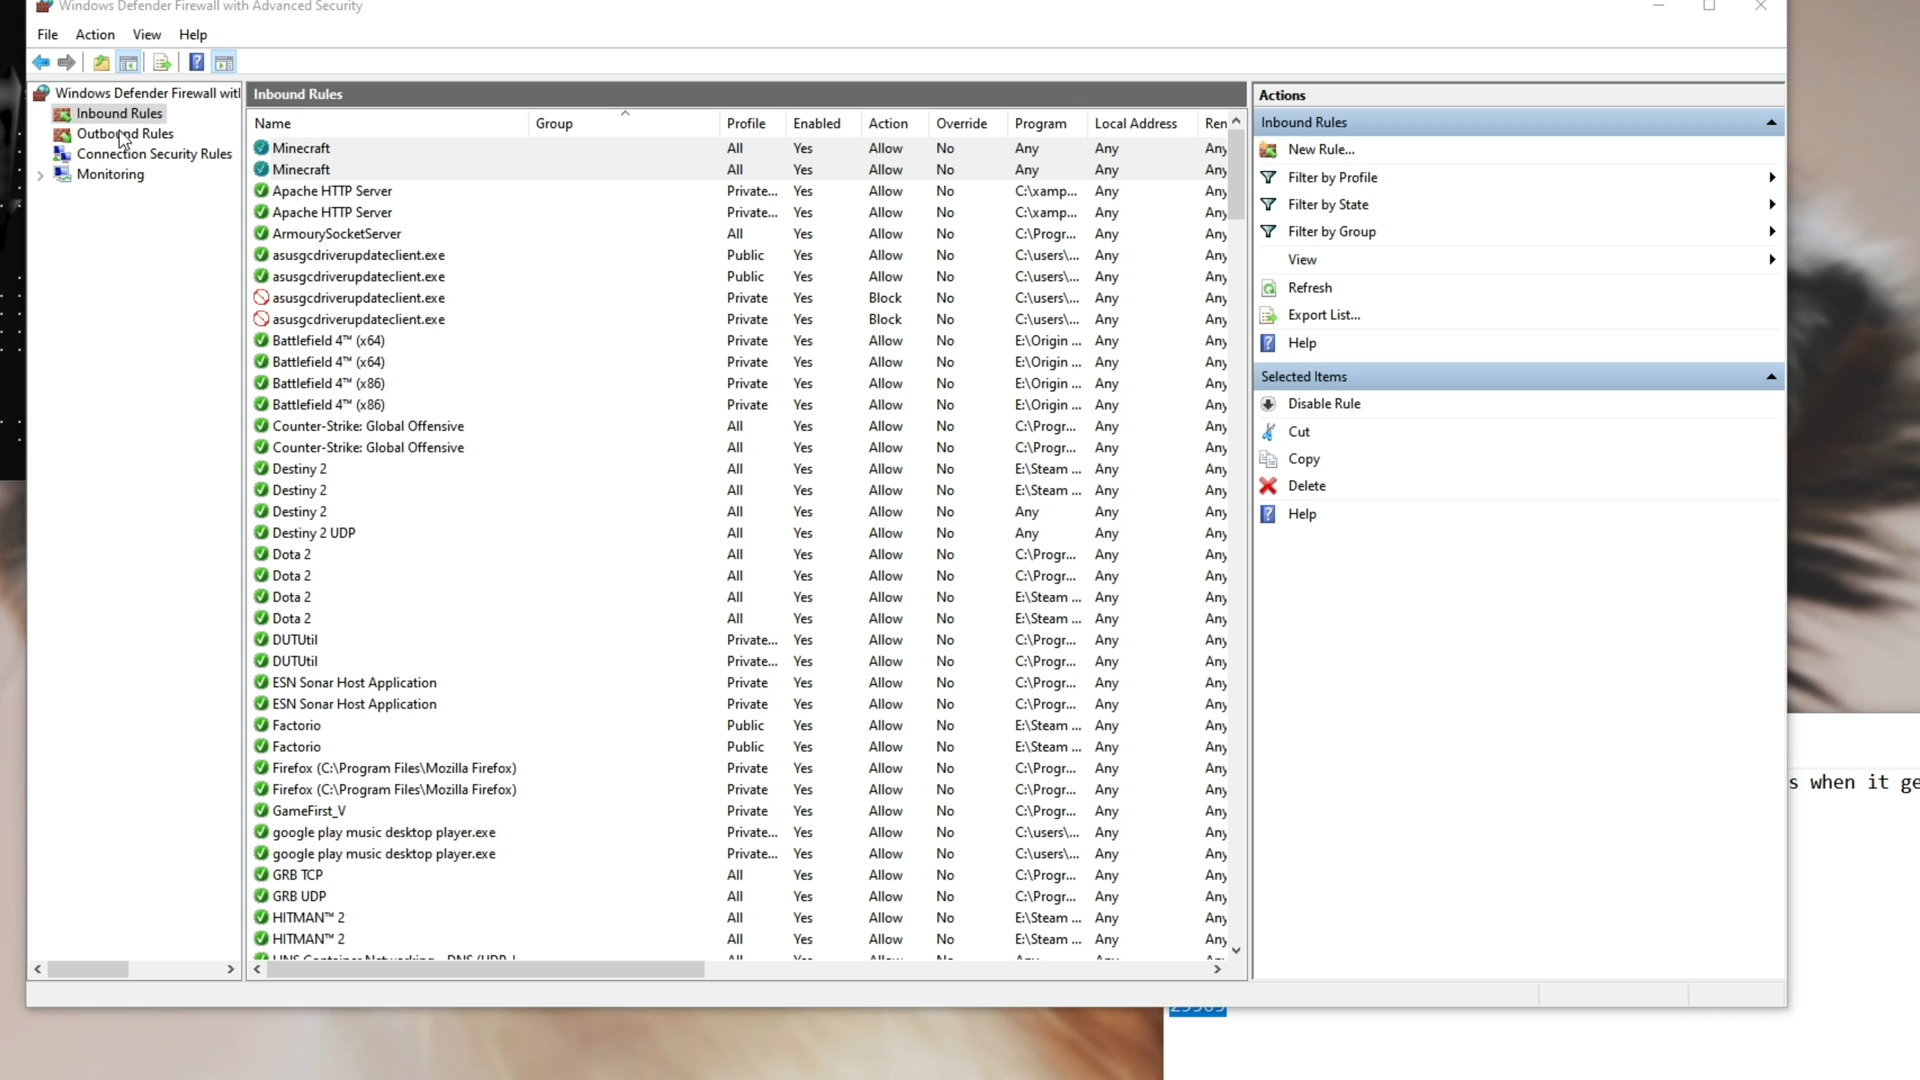 Windows Defender Firewall with Advanced Security
File Action View Help
Windows Defender Firewall wit
Inbound Rules
Outbound Rules
Connection Security Rules
Monitoring
Inbound Rules
Name Group Profile Enabled Action Override Program Local Address Ren
Minecraft All Yes Allow No Any Any Any
Minecraft All Yes Allow No Any Any Any
Apache HTTP Server Private... Yes Allow No C:\xamp... Any Any
Apache HTTP Server Private... Yes Allow No C:\xamp... Any Any
ArmourySocketServer All Yes Allow No C:\Progr... Any Any
asusgcdriverupdateclient.exe Public Yes Allow No C:\users\... Any Any
asusgcdriverupdateclient.exe Public Yes Allow No C:\users\... Any Any
asusgcdriverupdateclient.exe Private Yes Block No C:\users\... Any Any
asusgcdriverupdateclient.exe Private Yes Block No C:\users\... Any Any
Battlefield 4™ (x64) Private Yes Allow No E:\Origin ... Any Any
Battlefield 4™ (x64) Private Yes Allow No E:\Origin ... Any Any
Battlefield 4™ (x86) Private Yes Allow No E:\Origin ... Any Any
Battlefield 4™ (x86) Private Yes Allow No E:\Origin ... Any Any
Counter-Strike: Global Offensive All Yes Allow No C:\Progr... Any Any
Counter-Strike: Global Offensive All Yes Allow No C:\Progr... Any Any
Destiny 2 All Yes Allow No E:\Steam ... Any Any
Destiny 2 All Yes Allow No E:\Steam ... Any Any
Destiny 2 All Yes Allow No Any Any Any
Destiny 2 UDP All Yes Allow No Any Any Any
Dota 2 All Yes Allow No C:\Progr... Any Any
Dota 2 All Yes Allow No C:\Progr... Any Any
Dota 2 All Yes Allow No E:\Steam ... Any Any
Dota 2 All Yes Allow No E:\Steam ... Any Any
DUTUtil Private... Yes Allow No C:\Progr... Any Any
DUTUtil Private... Yes Allow No C:\Progr... Any Any
ESN Sonar Host Application Private Yes Allow No C:\Progr... Any Any
ESN Sonar Host Application Private Yes Allow No C:\Progr... Any Any
Factorio Public Yes Allow No E:\Steam ... Any Any
Factorio Public Yes Allow No E:\Steam ... Any Any
Firefox (C:\Program Files\Mozilla Firefox) Private Yes Allow No C:\Progr... Any Any
Firefox (C:\Program Files\Mozilla Firefox) Private Yes Allow No C:\Progr... Any Any
GameFirst_V Private Yes Allow No C:\Progr... Any Any
google play music desktop player.exe Private... Yes Allow No C:\users\... Any Any
google play music desktop player.exe Private... Yes Allow No C:\users\... Any Any
GRB TCP All Yes Allow No C:\Progr... Any Any
GRB UDP All Yes Allow No C:\Progr... Any Any
HITMAN™ 2 All Yes Allow No E:\Steam ... Any Any
HITMAN™ 2 All Yes Allow No E:\Steam ... Any Any
Actions
Inbound Rules
New Rule...
Filter by Profile
Filter by State
Filter by Group
View
Refresh
Export List...
Help
Selected Items
Disable Rule
Cut
Copy
Delete
Help
s when it ge